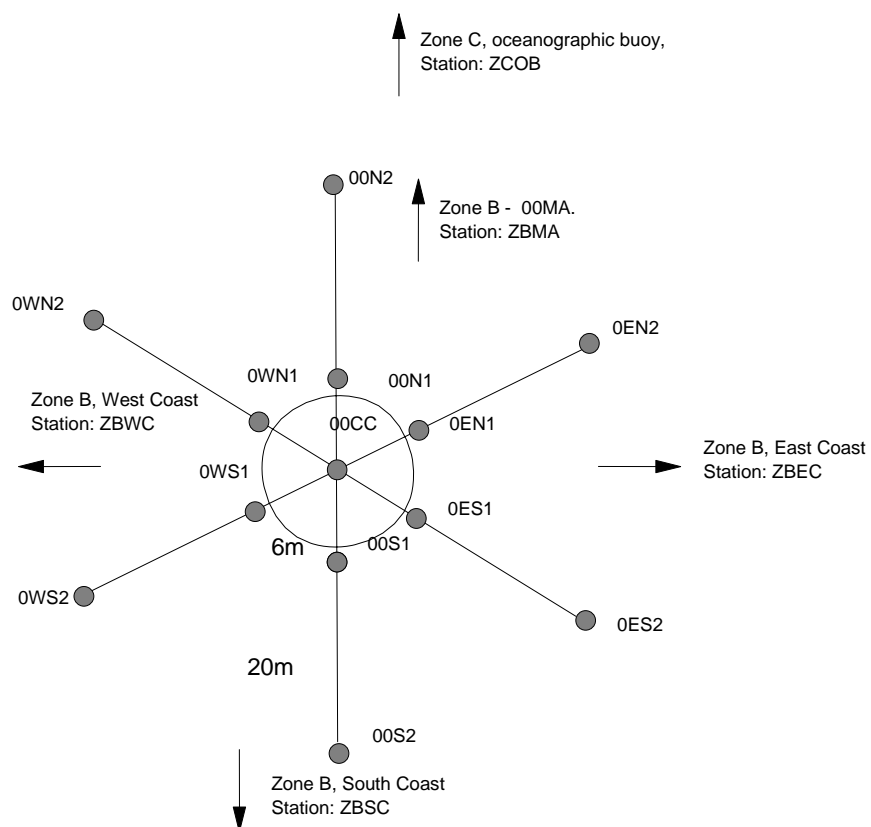 Zone C, oceanographic buoy,
Station: ZCOB
00N2
Zone B - 00MA.
Station: ZBMA
0WN2
0EN2
0WN1
00N1
Zone B, West Coast
Station: ZBWC
00CC
0EN1
Zone B, East Coast
Station: ZBEC
0WS1
0ES1
6m
00S1
0WS2
0ES2
20m
00S2
Zone B, South Coast
Station: ZBSC